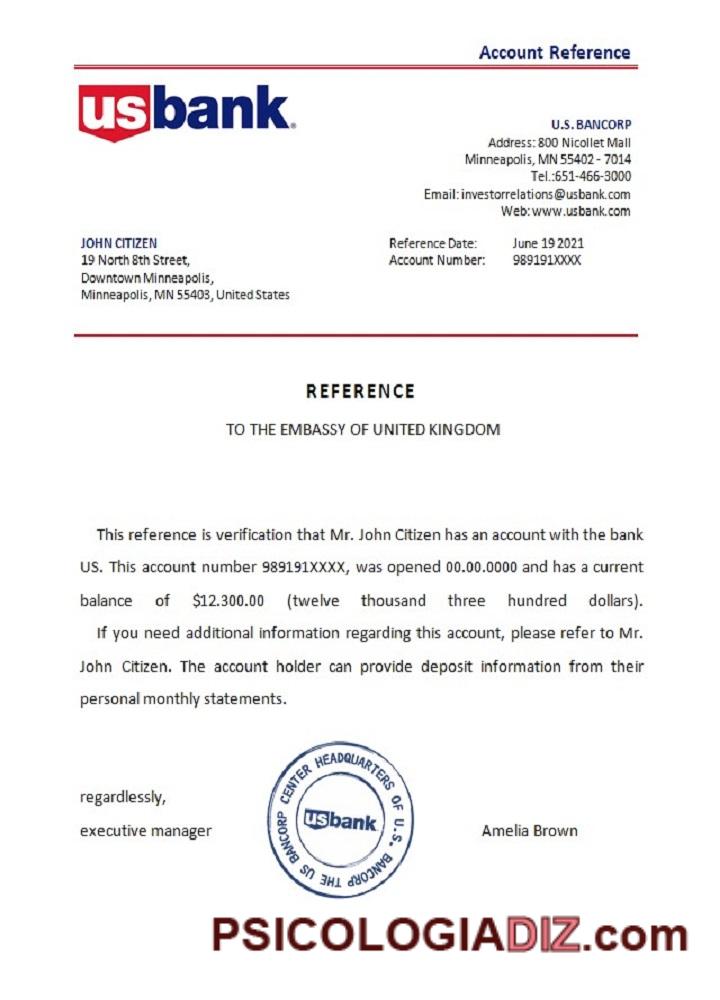 Account Reference
usbank.
U.S. BANCORP
Address: 800 Nicollet Mall
Minneapolis, MN 55402 - 7014
Tel.:651-466-3000
Email: investorrelations@usbank.com
Web: www.usbank.com
JOHN CITIZEN
19 North 8th Street,
Downtown Minneapolis,
Minneapolis, MN 55403, United States
Reference Date: June 19 2021
Account Number: 989191XXXX
REFERENCE
TO THE EMBASSY OF UNITED KINGDOM
This reference is verification that Mr. John Citizen has an account with the bank
US. This account number 989191XXXX, was opened 00.00.0000 and has a current
balance of $12.300.00 (twelve thousand three hundred dollars).
If you need additional information regarding this account, please refer to Mr.
John Citizen. The account holder can provide deposit information from their
personal monthly statements.
regardlessly,
executive manager
THE US BANCORP CENTER HEADQUARTERS OF U.S. BANCORP
usbank
Amelia Brown
PSICOLOGIADIZ.com